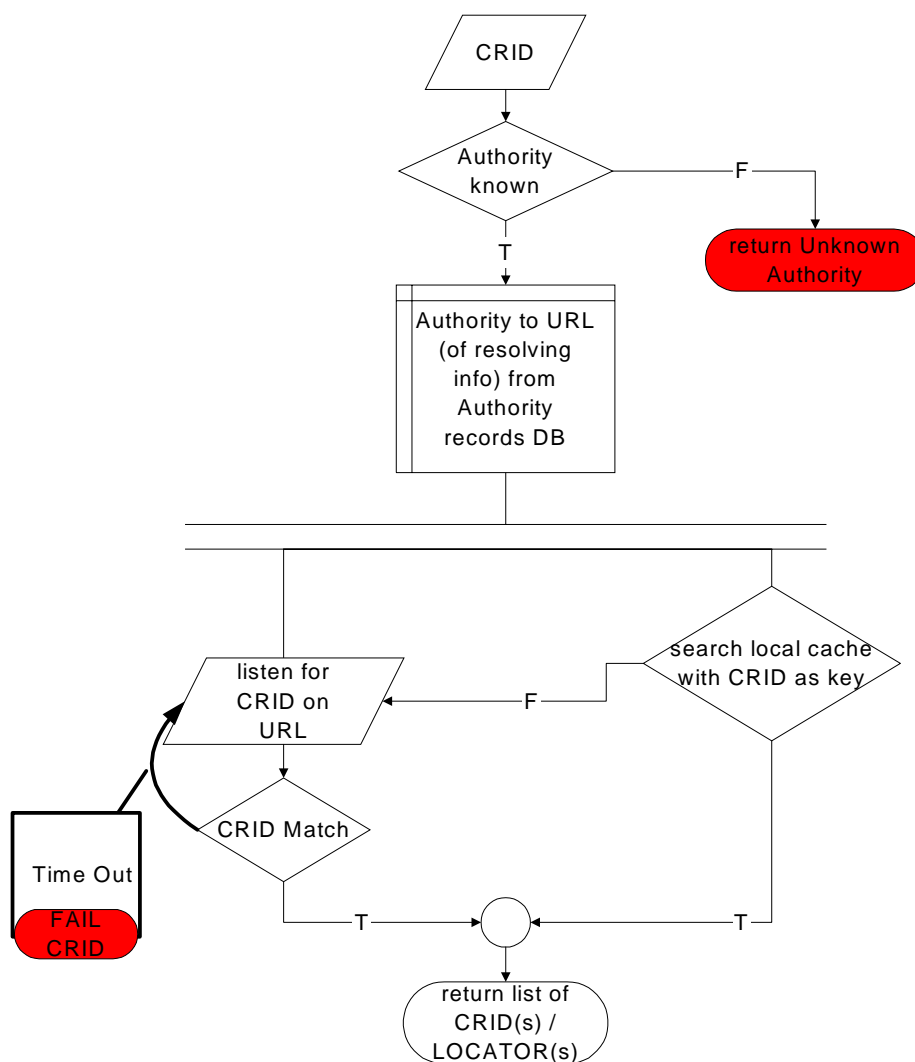 CRID
Authority
known
F
return Unknown
Authority
T
Authority to URL
(of resolving
info) from
Authority
records DB
search local cache
with CRID as key
listen for
CRID on
URL
F
CRID Match
Time Out
FAIL
CRID
T
T
return list of
CRID(s) /
LOCATOR(s)